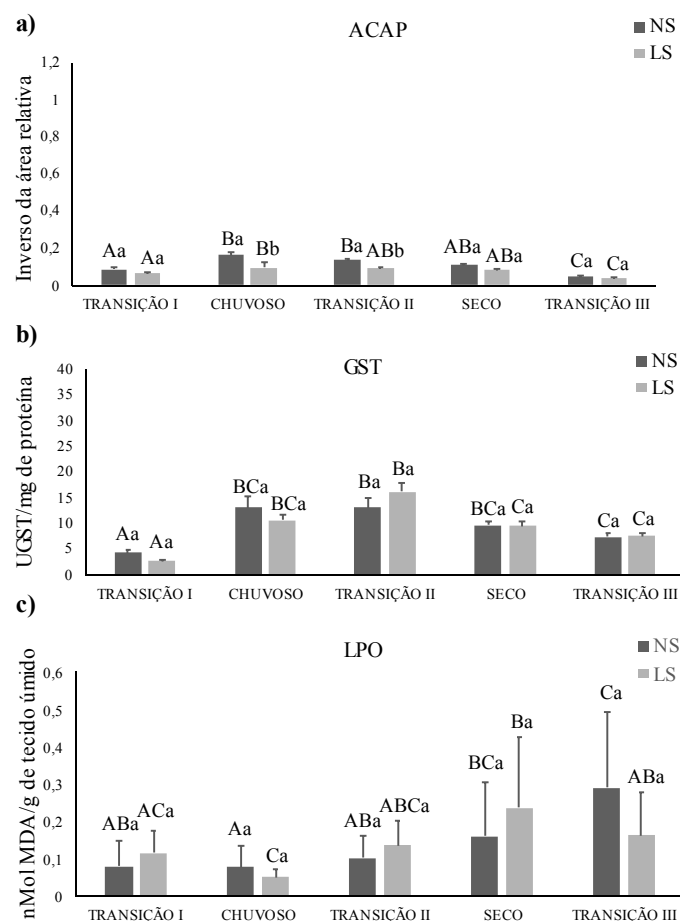 a)
ACAP
NS
LS
Inverso da área relativa
1,2
1
0,8
0,6
0,4
0,2
0
Aa Aa Ba Bb Ba ABb ABa ABa Ca Ca
TRANSIÇÃO I CHUVOSO TRANSIÇÃO II SECO TRANSIÇÃO III
b)
GST
NS
LS
UGST/mg de proteína
40
35
30
25
20
15
10
5
0
Aa Aa BCa BCa Ba Ba BCa Ca Ca Ca
TRANSIÇÃO I CHUVOSO TRANSIÇÃO II SECO TRANSIÇÃO III
c)
LPO
NS
LS
nMol MDA/g de tecido úmido
0,6
0,5
0,4
0,3
0,2
0,1
0
ABa ACa Aa Ca ABa ABCa BCa Ba Ca ABa
TRANSIÇÃO I CHUVOSO TRANSIÇÃO II SECO TRANSIÇÃO III